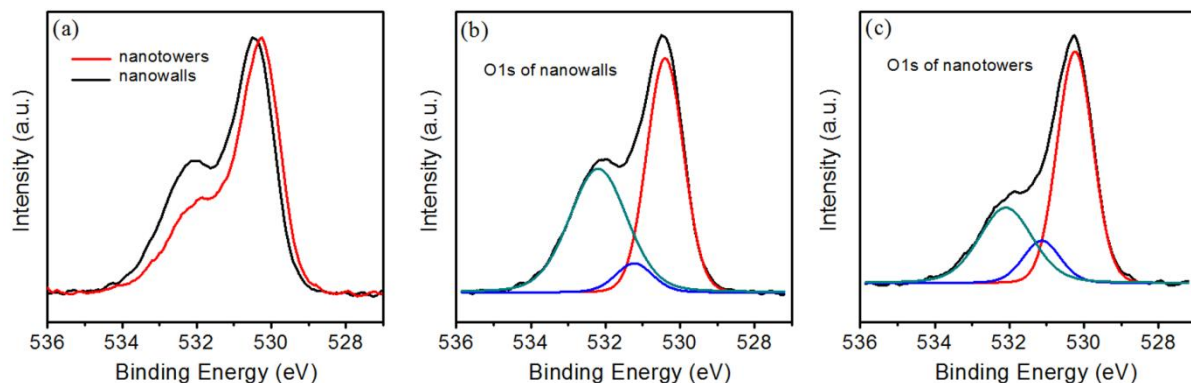 (a)
nanotowers
nanowalls
Intensity (a.u.)
536 534 532 530 528
Binding Energy (eV)
(b)
O1s of nanowalls
Intensity (a.u.)
536 534 532 530 528
Binding Energy (eV)
(c)
O1s of nanotowers
Intensity (a.u.)
536 534 532 530 528
Binding Energy (eV)